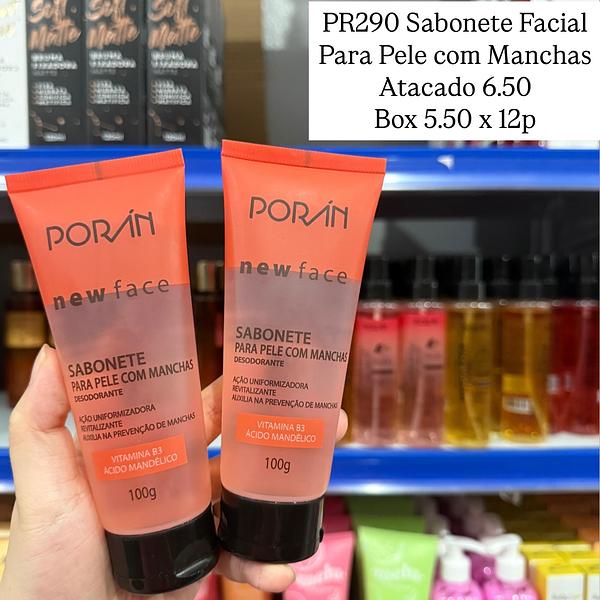 PR290 Sabonete Facial
Para Pele com Manchas
Atacado 6.50
Box 5.50 x 12p
Soft
Matte
PORÁN
new face
SABONETE
PARA PELE COM MANCHAS
DESODORANTE
AÇÃO UNIFORMIZADORA
REVITALIZANTE
AUXILIA NA PREVENÇÃO DE MANCHAS
VITAMINA B3
ÁCIDO MANDÉLICO
100g
PORÁN
new face
SABONETE
PARA PELE COM MANCHAS
DESODORANTE
AÇÃO UNIFORMIZADORA
REVITALIZANTE
AUXILIA NA PREVENÇÃO DE MANCHAS
VITAMINA B3
ÁCIDO MANDÉLICO
100g